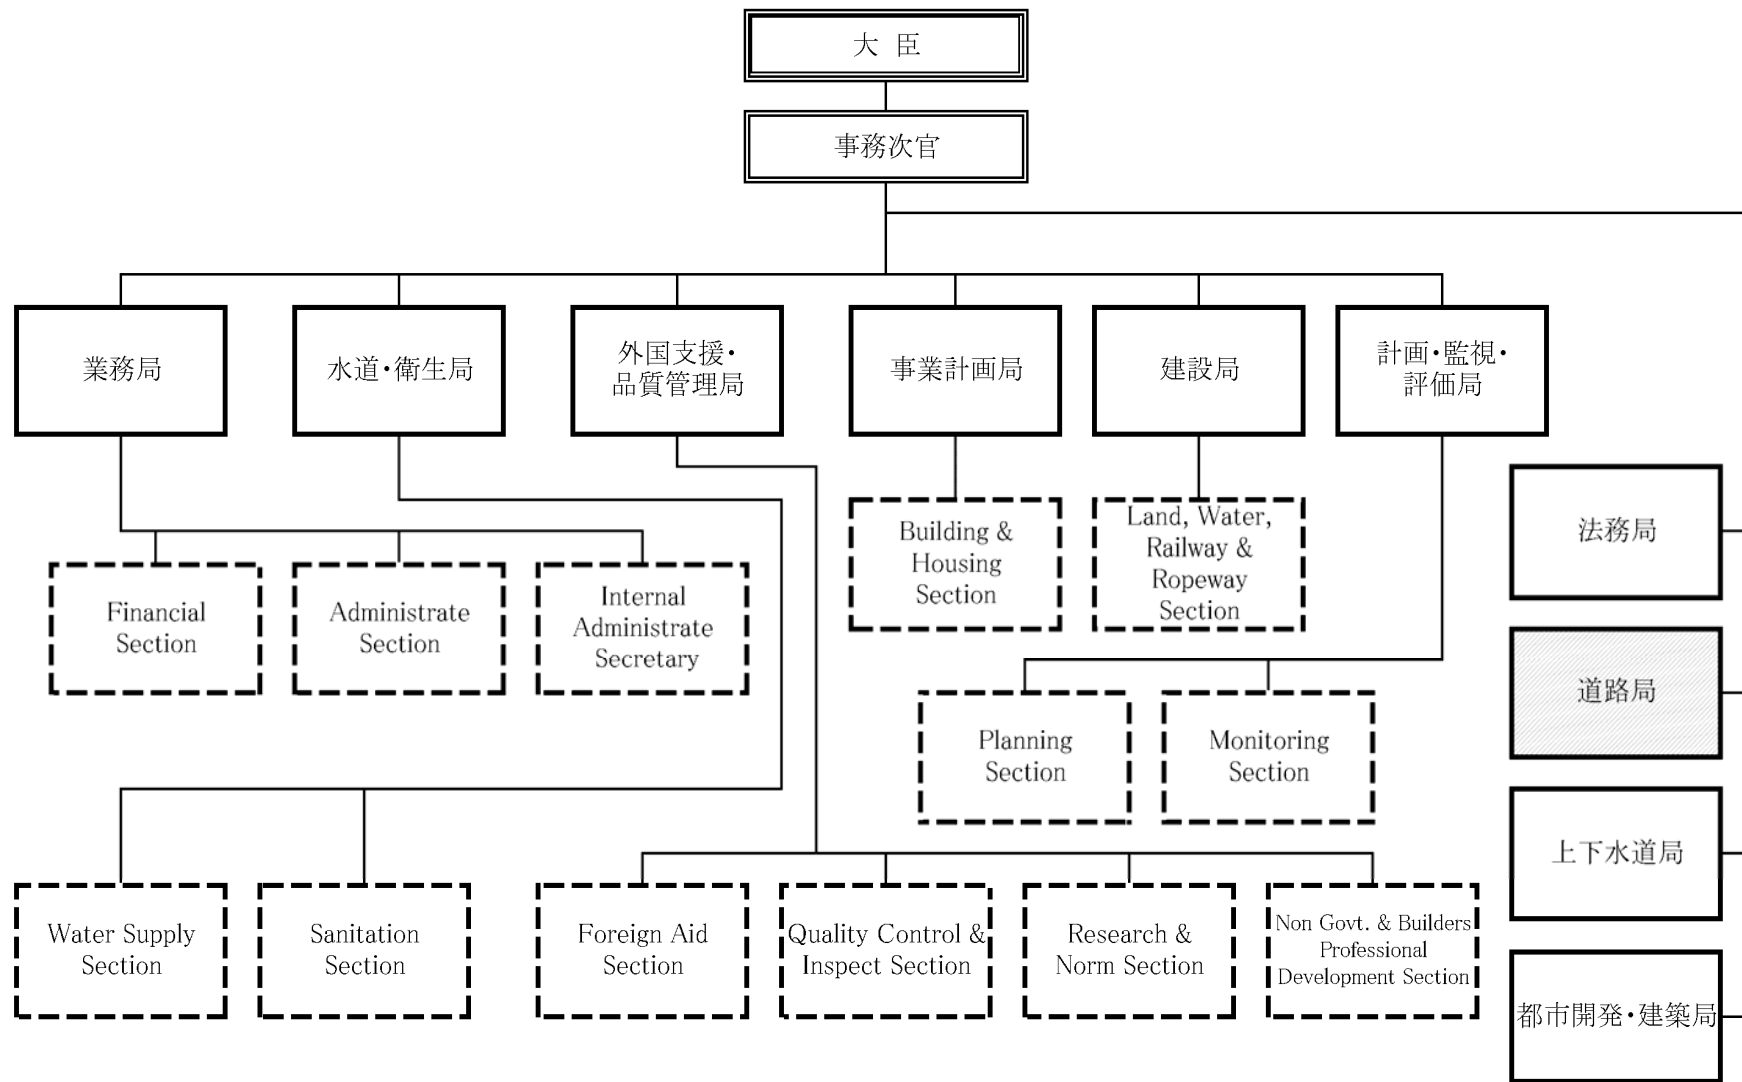 大 臣
事務次官
業務局
水道・衛生局
外国支援・
品質管理局
事業計画局
建設局
計画・監視・
評価局
Building &
Housing
Section
Land, Water,
Railway &
Ropeway
Section
法務局
Financial
Section
Administrate
Section
Internal
Administrate
Secretary
道路局
Planning
Section
Monitoring
Section
上下水道局
Water Supply
Section
Sanitation
Section
Foreign Aid
Section
Quality Control &
Inspect Section
Research &
Norm Section
Non Govt. & Builders
Professional
Development Section
都市開発・建築局